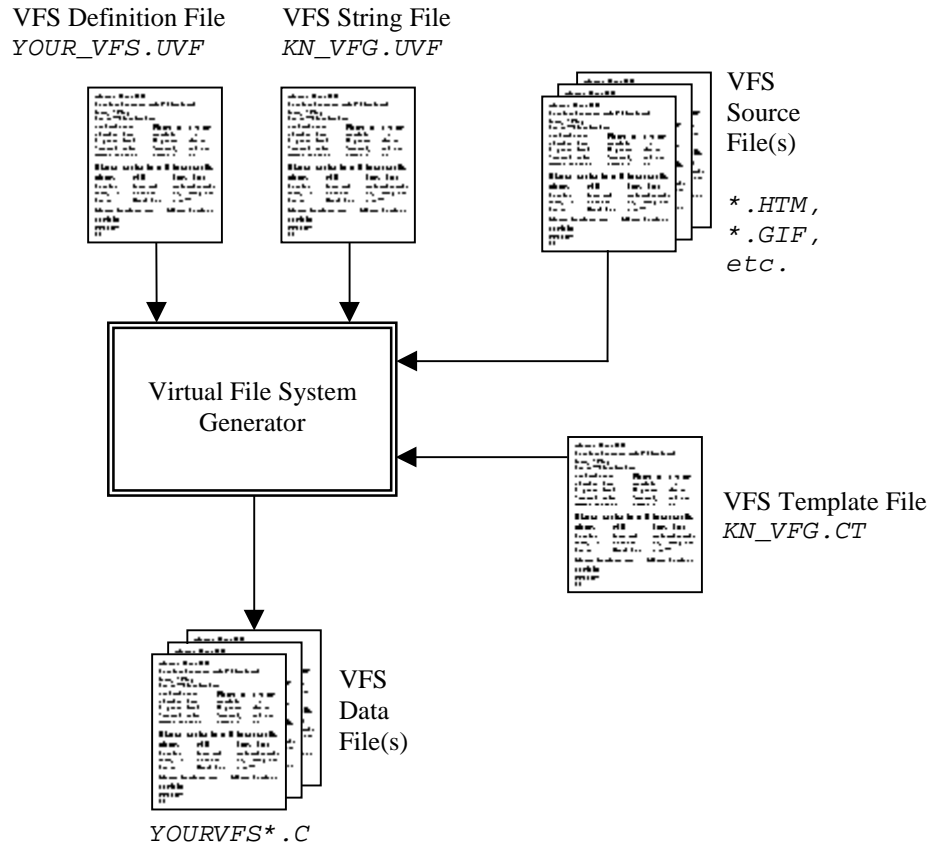 VFS Definition File
YOUR_VFS.UVF
VFS String File
KN_VFG.UVF
VFS
Source
File(s)
*.HTM,
*.GIF,
etc.
Virtual File System
Generator
VFS Template File
KN_VFG.CT
VFS
Data
File(s)
YOURVFS*.C